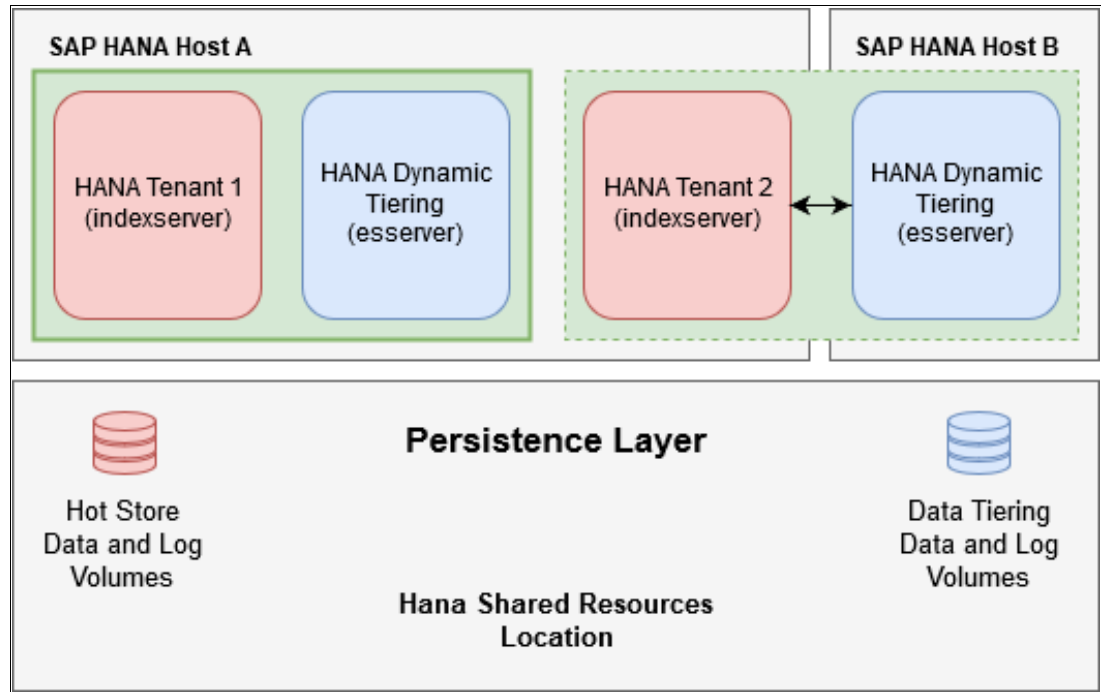 SAP HANA Host A
SAP HANA Host B
HANA Tenant 1
(indexserver)
HANA Dynamic
Tiering
(esserver)
HANA Tenant 2
(indexserver)
HANA Dynamic
Tiering
(esserver)
Persistence Layer
Hot Store
Data and Log
Volumes
Data Tiering
Data and Log
Volumes
Hana Shared Resources
Location